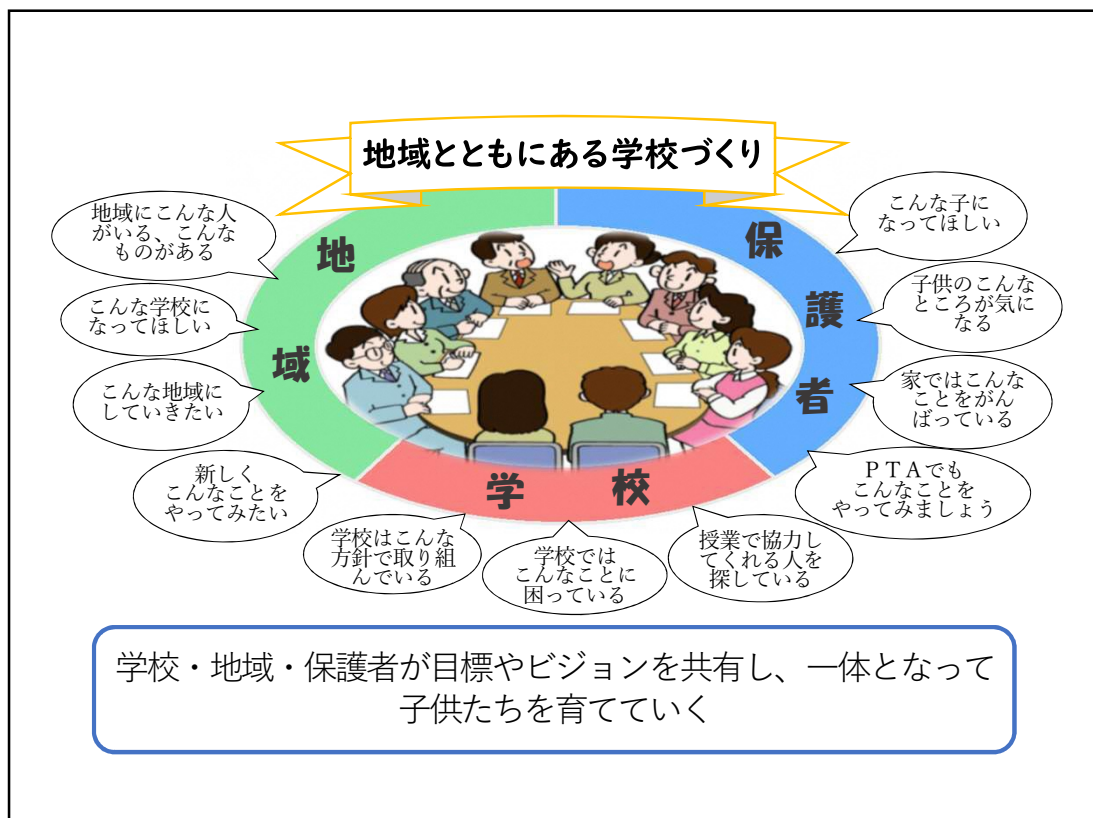 地域とともにある学校づくり
地域にこんな人
がいる、こんな
ものがある
こんな学校に
なってほしい
こんな地域に
していきたい
新しく
こんなことを
やってみたい
地
域
保
護
者
学 校
こんな子に
なってほしい
子供のこんな
ところが気に
なる
家ではこんな
ことをがん
ばっている
ＰＴＡでも
こんなことを
やってみましょう
学校はこんな
方針で取り組
んでいる
学校では
こんなことに
困っている
授業で協力し
てくれる人を
探している
学校・地域・保護者が目標やビジョンを共有し、一体となって
子供たちを育てていく